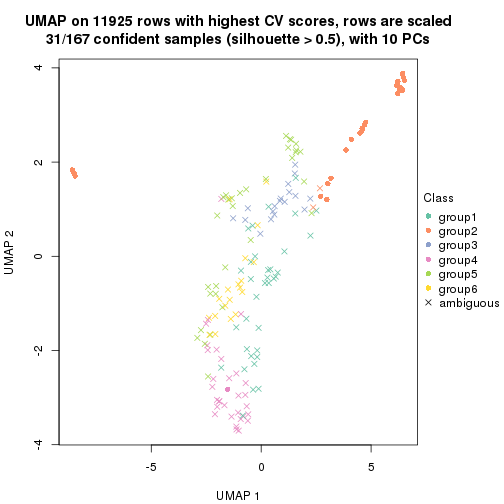 UMAP on 11925 rows with highest CV scores, rows are scaled
31/167 confident samples (silhouette > 0.5), with 10 PCs
4
2
0
-2
-4
UMAP 2
-5
0
5
UMAP 1
Class
group1
group2
group3
group4
group5
group6
ambiguous